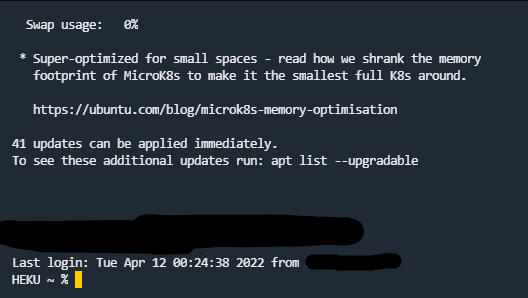 Swap usage:   0%
* Super-optimized for small spaces - read how we shrank the memory
footprint of MicroK8s to make it the smallest full K8s around.
https://ubuntu.com/blog/microk8s-memory-optimisation
41 updates can be applied immediately.
To see these additional updates run: apt list --upgradable
Last login: Tue Apr 12 00:24:38 2022 from
HEKU ~ %